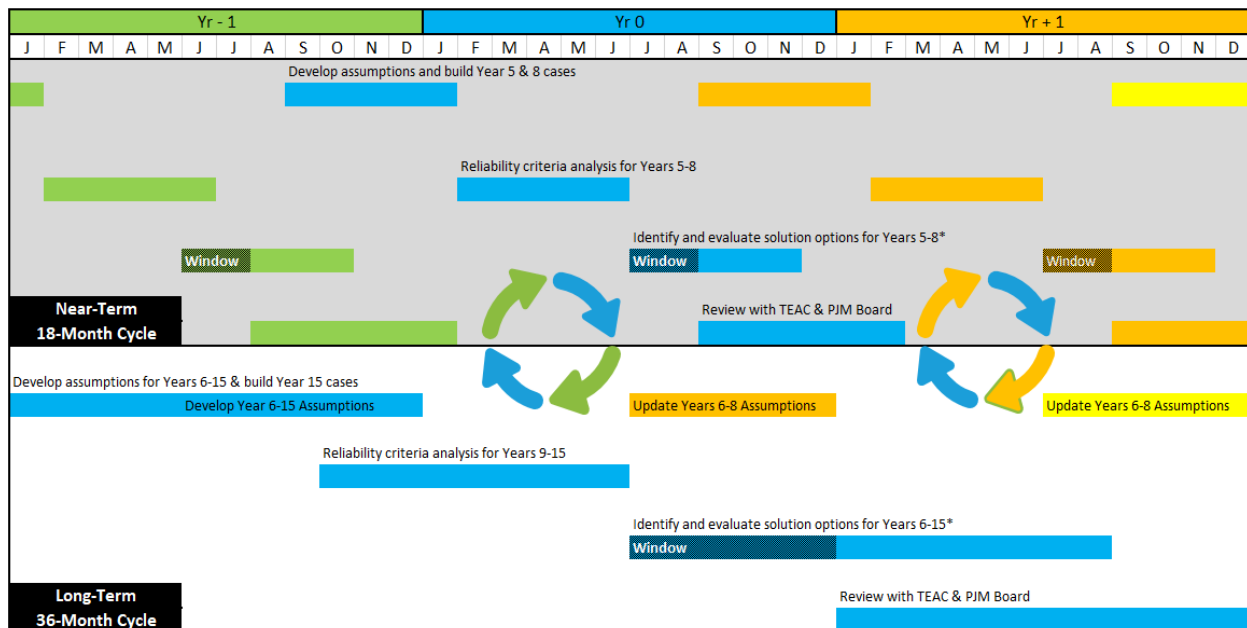 Yr - 1 Yr 0 Yr + 1
J F M A M J J A S O N D J F M A M J J A S O N D J F M A M J J A S O N D
Develop assumptions and build Year 5 & 8 cases
Reliability criteria analysis for Years 5-8
Identify and evaluate solution options for Years 5-8*
Window Window Window
Near-Term
18-Month Cycle
Review with TEAC & PJM Board
Develop assumptions for Years 6-15 & build Year 15 cases
Develop Year 6-15 Assumptions Update Years 6-8 Assumptions Update Years 6-8 Assumptions
Reliability criteria analysis for Years 9-15
Identify and evaluate solution options for Years 6-15*
Window
Long-Term
36-Month Cycle
Review with TEAC & PJM Board